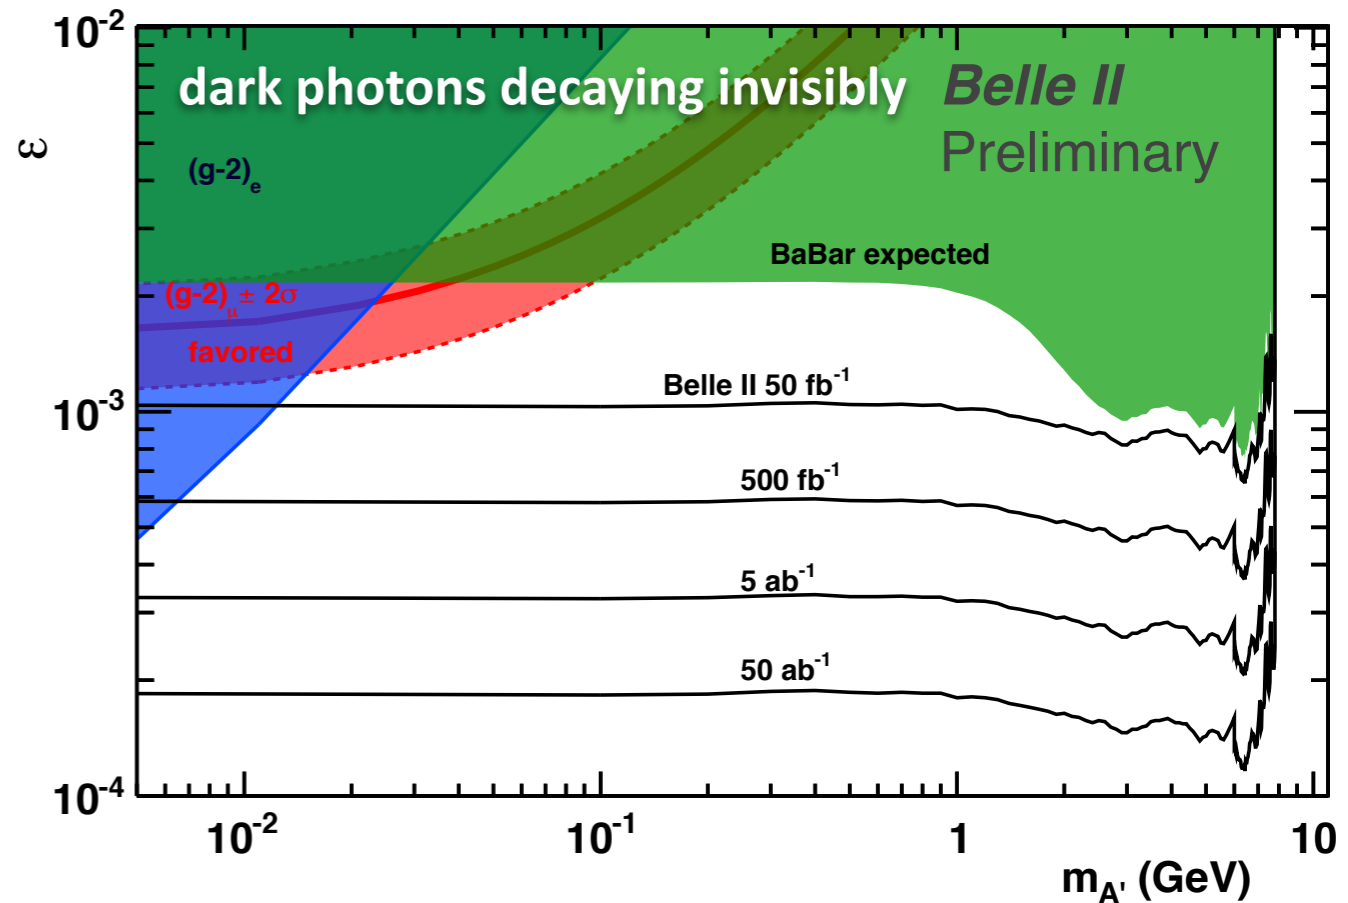 10⁻²
dark photons decaying invisibly
Belle II
Preliminary
ε
(g-2)ₑ
BaBar expected
(g-2)μ ± 2σ
favored
Belle II 50 fb⁻¹
10⁻³
500 fb⁻¹
5 ab⁻¹
50 ab⁻¹
10⁻⁴
10⁻² 10⁻¹ 1 10
m_A' (GeV)